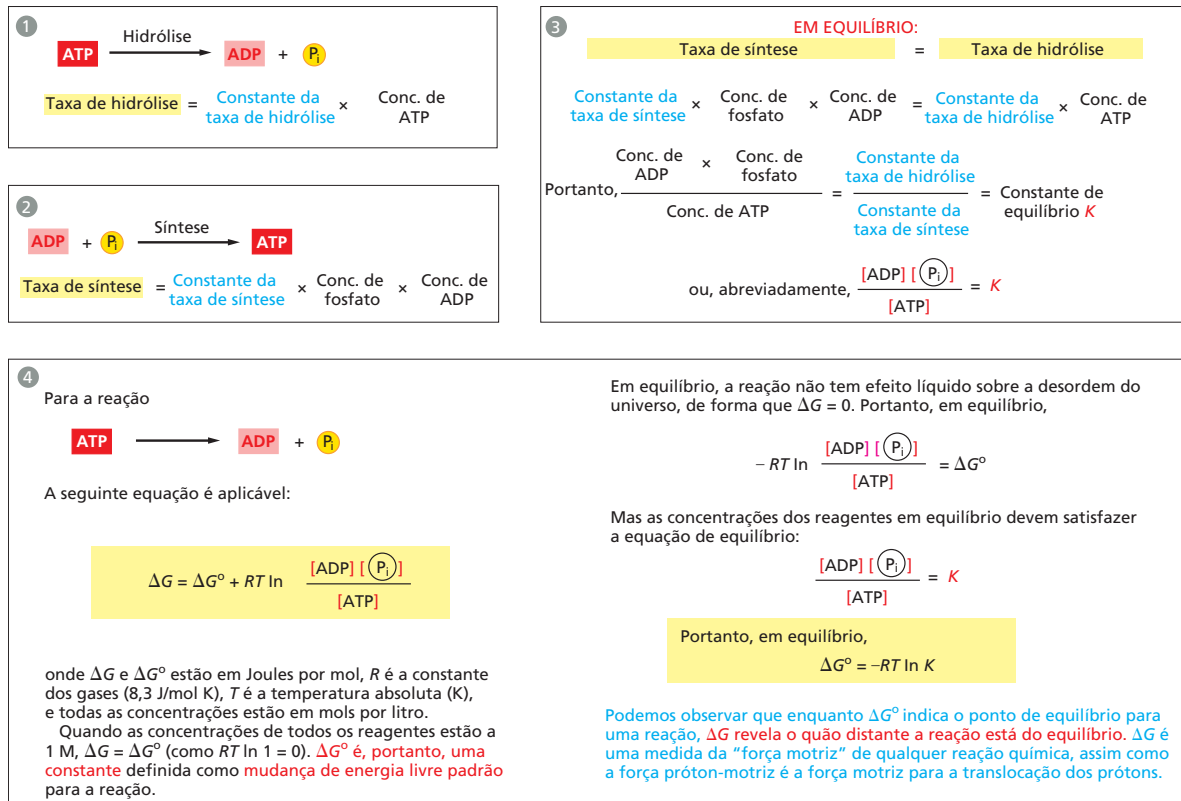 1
ATP Hidrólise ADP + Pi
Taxa de hidrólise = Constante da taxa de hidrólise × Conc. de ATP
2
ADP + Pi Síntese ATP
Taxa de síntese = Constante da taxa de síntese × Conc. de fosfato × Conc. de ADP
3
EM EQUILÍBRIO:
Taxa de síntese = Taxa de hidrólise
Constante da taxa de síntese × Conc. de fosfato × Conc. de ADP = Constante da taxa de hidrólise × Conc. de ATP
Portanto, Conc. de ADP × Conc. de fosfato / Conc. de ATP = Constante da taxa de hidrólise / Constante da taxa de síntese = Constante de equilíbrio K
ou, abreviadamente, [ADP] [Pi] / [ATP] = K
4
Para a reação
ATP ADP + Pi
A seguinte equação é aplicável:
ΔG = ΔG° + RT ln [ADP] [Pi] / [ATP]
onde ΔG e ΔG° estão em Joules por mol, R é a constante
dos gases (8,3 J/mol K), T é a temperatura absoluta (K),
e todas as concentrações estão em mols por litro.
Quando as concentrações de todos os reagentes estão a
1 M, ΔG = ΔG° (como RT ln 1 = 0). ΔG° é, portanto, uma
constante definida como mudança de energia livre padrão
para a reação.
Em equilíbrio, a reação não tem efeito líquido sobre a desordem do
universo, de forma que ΔG = 0. Portanto, em equilíbrio,
– RT ln [ADP] [Pi] / [ATP] = ΔG°
Mas as concentrações dos reagentes em equilíbrio devem satisfazer
a equação de equilíbrio:
[ADP] [Pi] / [ATP] = K
Portanto, em equilíbrio,
ΔG° = –RT ln K
Podemos observar que enquanto ΔG° indica o ponto de equilíbrio para
uma reação, ΔG revela o quão distante a reação está do equilíbrio. ΔG é
uma medida da “força motriz” de qualquer reação química, assim como
a força próton-motriz é a força motriz para a translocação dos prótons.